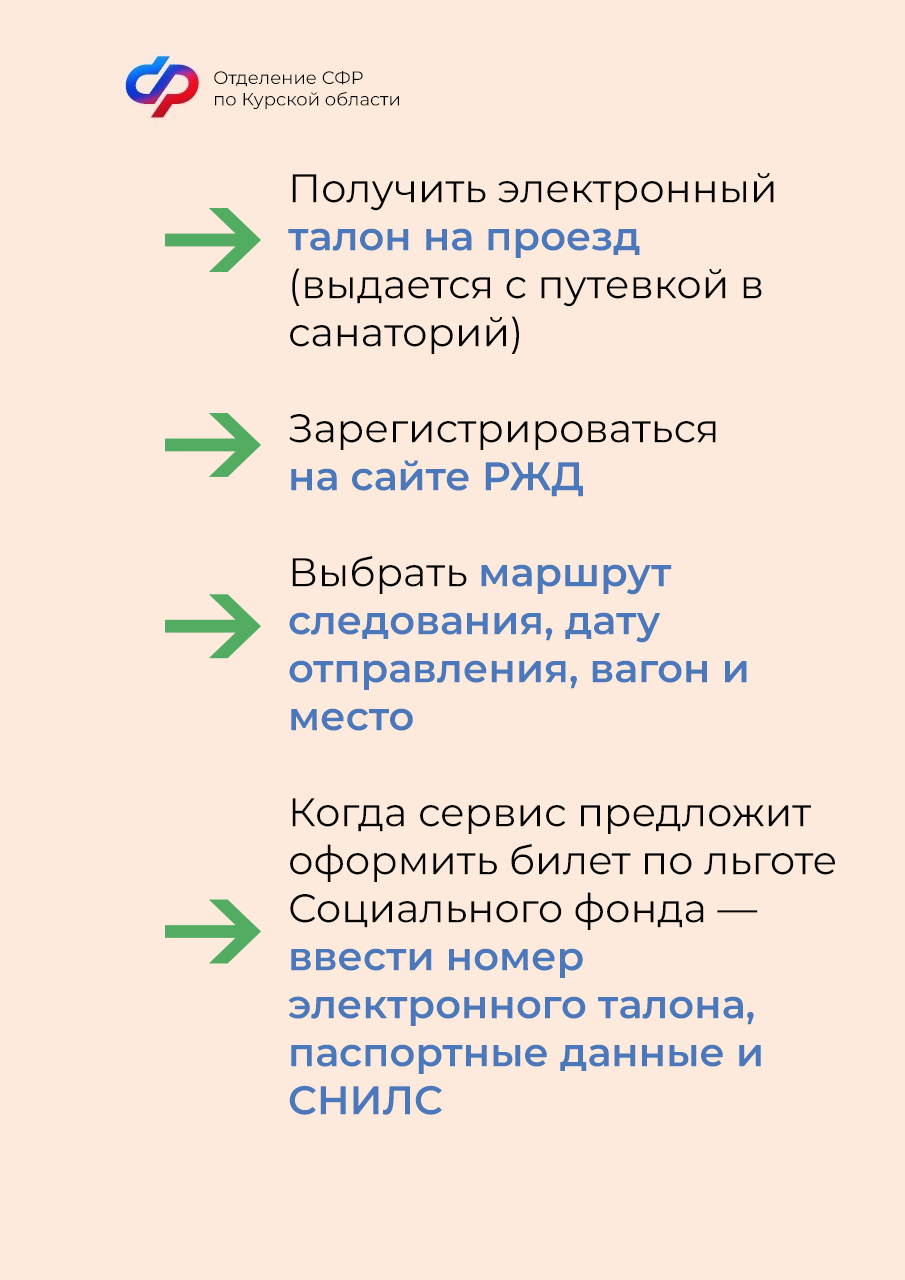 Отделение СФР
по Курской области
Получить электронный
талон на проезд
(выдается с путевкой в
санаторий)
Зарегистрироваться
на сайте РЖД
Выбрать маршрут
следования, дату
отправления, вагон и
место
Когда сервис предложит
оформить билет по льготе
Социального фонда —
ввести номер
электронного талона,
паспортные данные и
СНИЛС